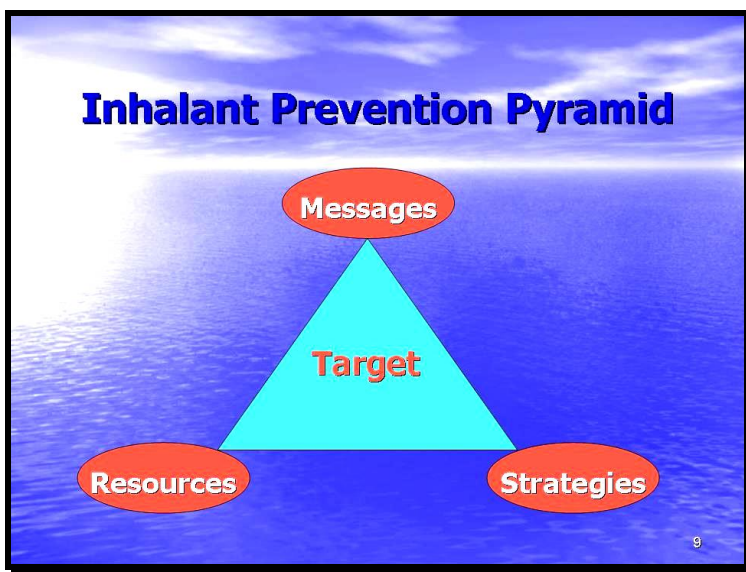 Inhalant Prevention Pyramid
Messages
Target
Resources
Strategies
9